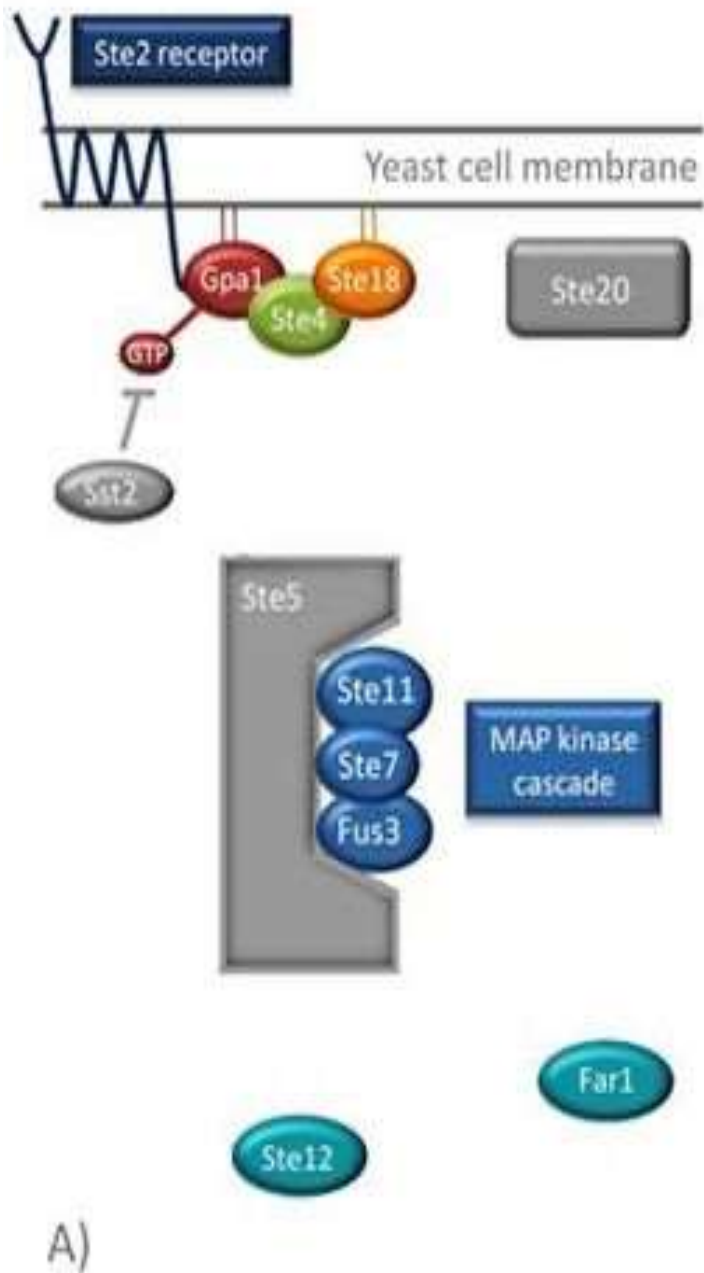 Ste2 receptor
Yeast cell membrane
Gpa1
Ste18
Ste4
Ste20
GTP
Sst2
Ste5
Ste11
Ste7
Fus3
MAP kinase
cascade
Far1
Ste12
A)